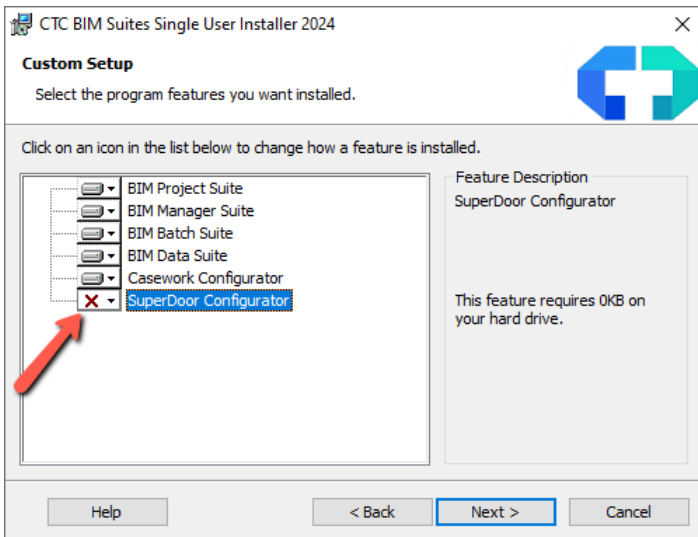 CTC BIM Suites Single User Installer 2024
Custom Setup
Select the program features you want installed.
Click on an icon in the list below to change how a feature is installed.
BIM Project Suite
BIM Manager Suite
BIM Batch Suite
BIM Data Suite
Casework Configurator
SuperDoor Configurator
Feature Description
SuperDoor Configurator
This feature requires 0KB on
your hard drive.
Help
< Back
Next >
Cancel